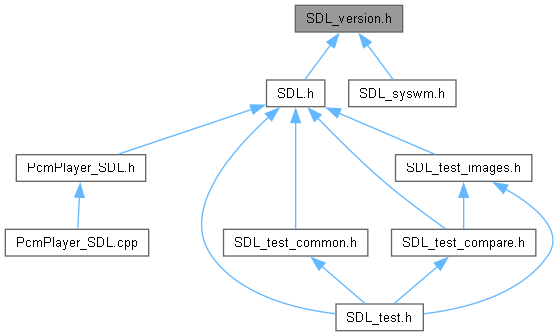 SDL_version.h
SDL.h
SDL_syswm.h
PcmPlayer_SDL.h
SDL_test_images.h
PcmPlayer_SDL.cpp
SDL_test_common.h
SDL_test_compare.h
SDL_test.h